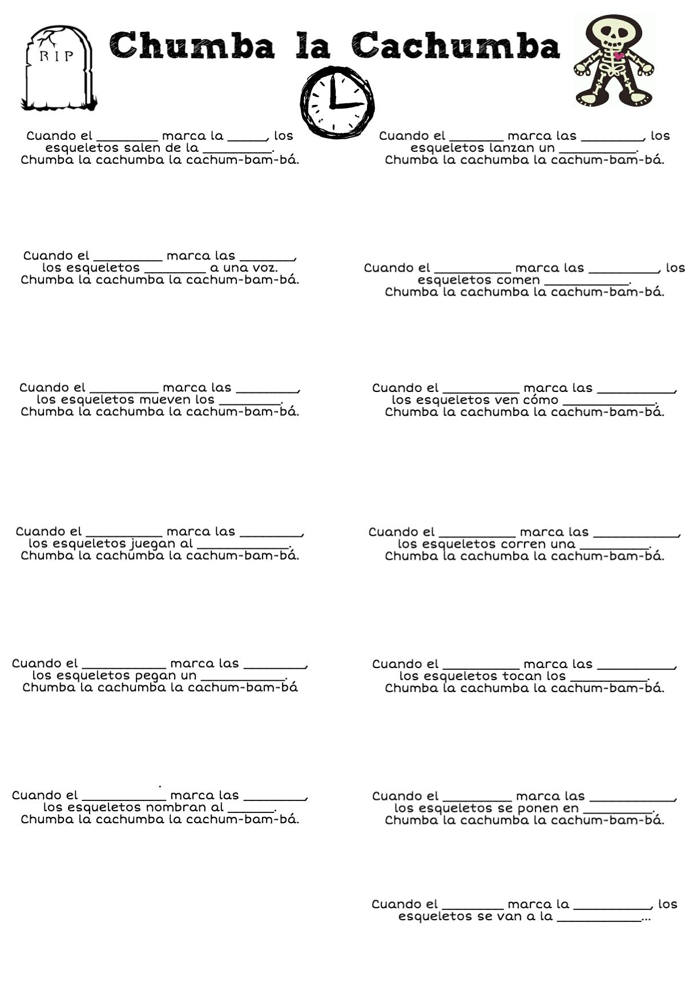 Chumba la Cachumba
R I P
Cuando el ________ marca la _____, los
esqueletos salen de la _________.
Chumba la cachumba la cachum-bam-bá.
Cuando el _________ marca las _______,
los esqueletos ________ a una voz.
Chumba la cachumba la cachum-bam-bá.
Cuando el _________ marca las ________,
los esqueletos mueven los ________.
Chumba la cachumba la cachum-bam-bá.
Cuando el __________ marca las ________,
los esqueletos juegan al ____________.
Chumba la cachumba la cachum-bam-bá.
Cuando el ___________ marca las ________,
los esqueletos pegan un ___________.
Chumba la cachumba la cachum-bam-bá
.
Cuando el ___________ marca las ________,
los esqueletos nombran al ______.
Chumba la cachumba la cachum-bam-bá.
Cuando el _______ marca las ________, los
esqueletos lanzan un __________.
Chumba la cachumba la cachum-bam-bá.
Cuando el __________ marca las _________, los
esqueletos comen ___________.
Chumba la cachumba la cachum-bam-bá.
Cuando el __________ marca las __________,
los esqueletos ven cómo ____________.
Chumba la cachumba la cachum-bam-bá.
Cuando el __________ marca las ___________,
los esqueletos corren una _________.
Chumba la cachumba la cachum-bam-bá.
Cuando el __________ marca las __________,
los esqueletos tocan los __________.
Chumba la cachumba la cachum-bam-bá.
Cuando el _________ marca las ___________,
los esqueletos se ponen en _________.
Chumba la cachumba la cachum-bam-bá.
Cuando el ________ marca la __________, los
esqueletos se van a la ___________...